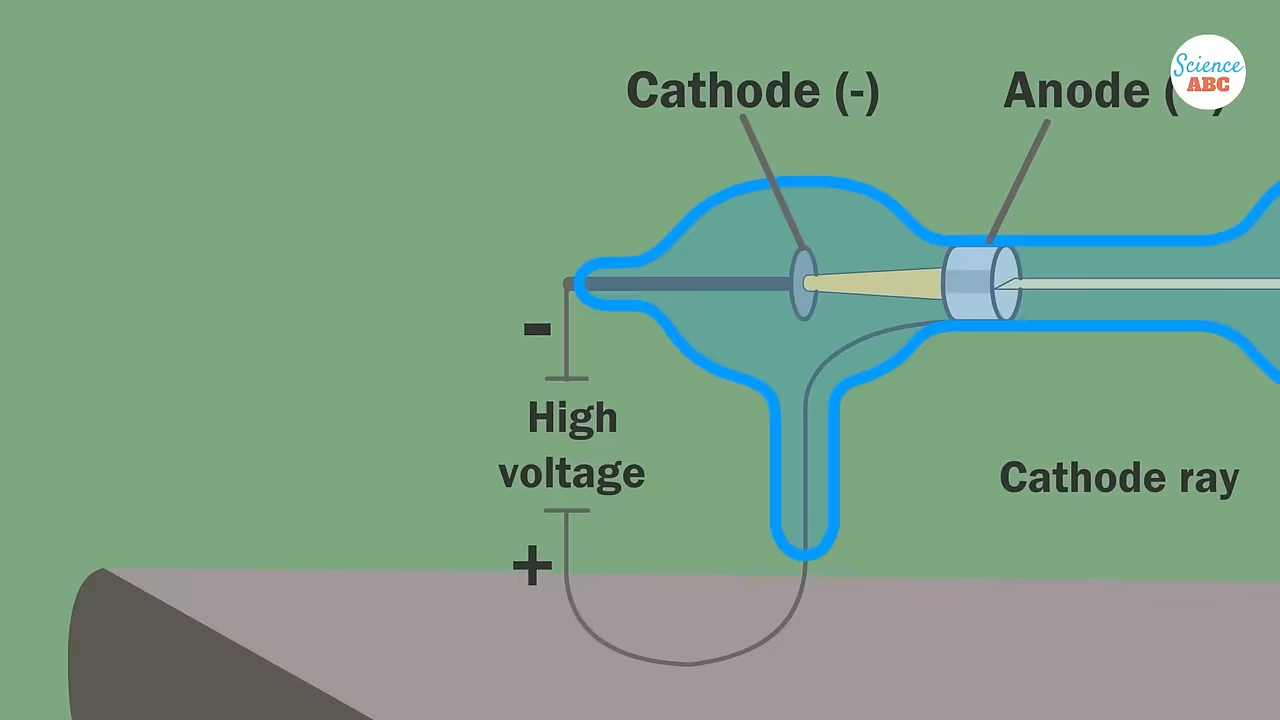 Cathode (-)
Anode (
Science
ABC
-
High
voltage
+
Cathode ray